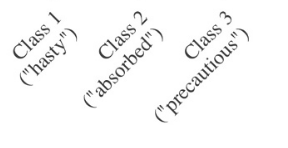 Class 1
("hasty")
Class 2
("absorbed")
Class 3
("precautious")